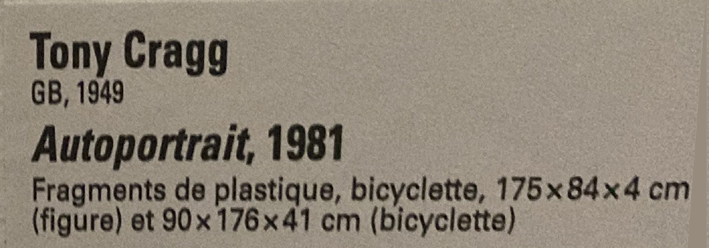 Tony Cragg
GB, 1949
Autoportrait, 1981
Fragments de plastique, bicyclette, 175×84×4 cm
(figure) et 90×176×41 cm (bicyclette)